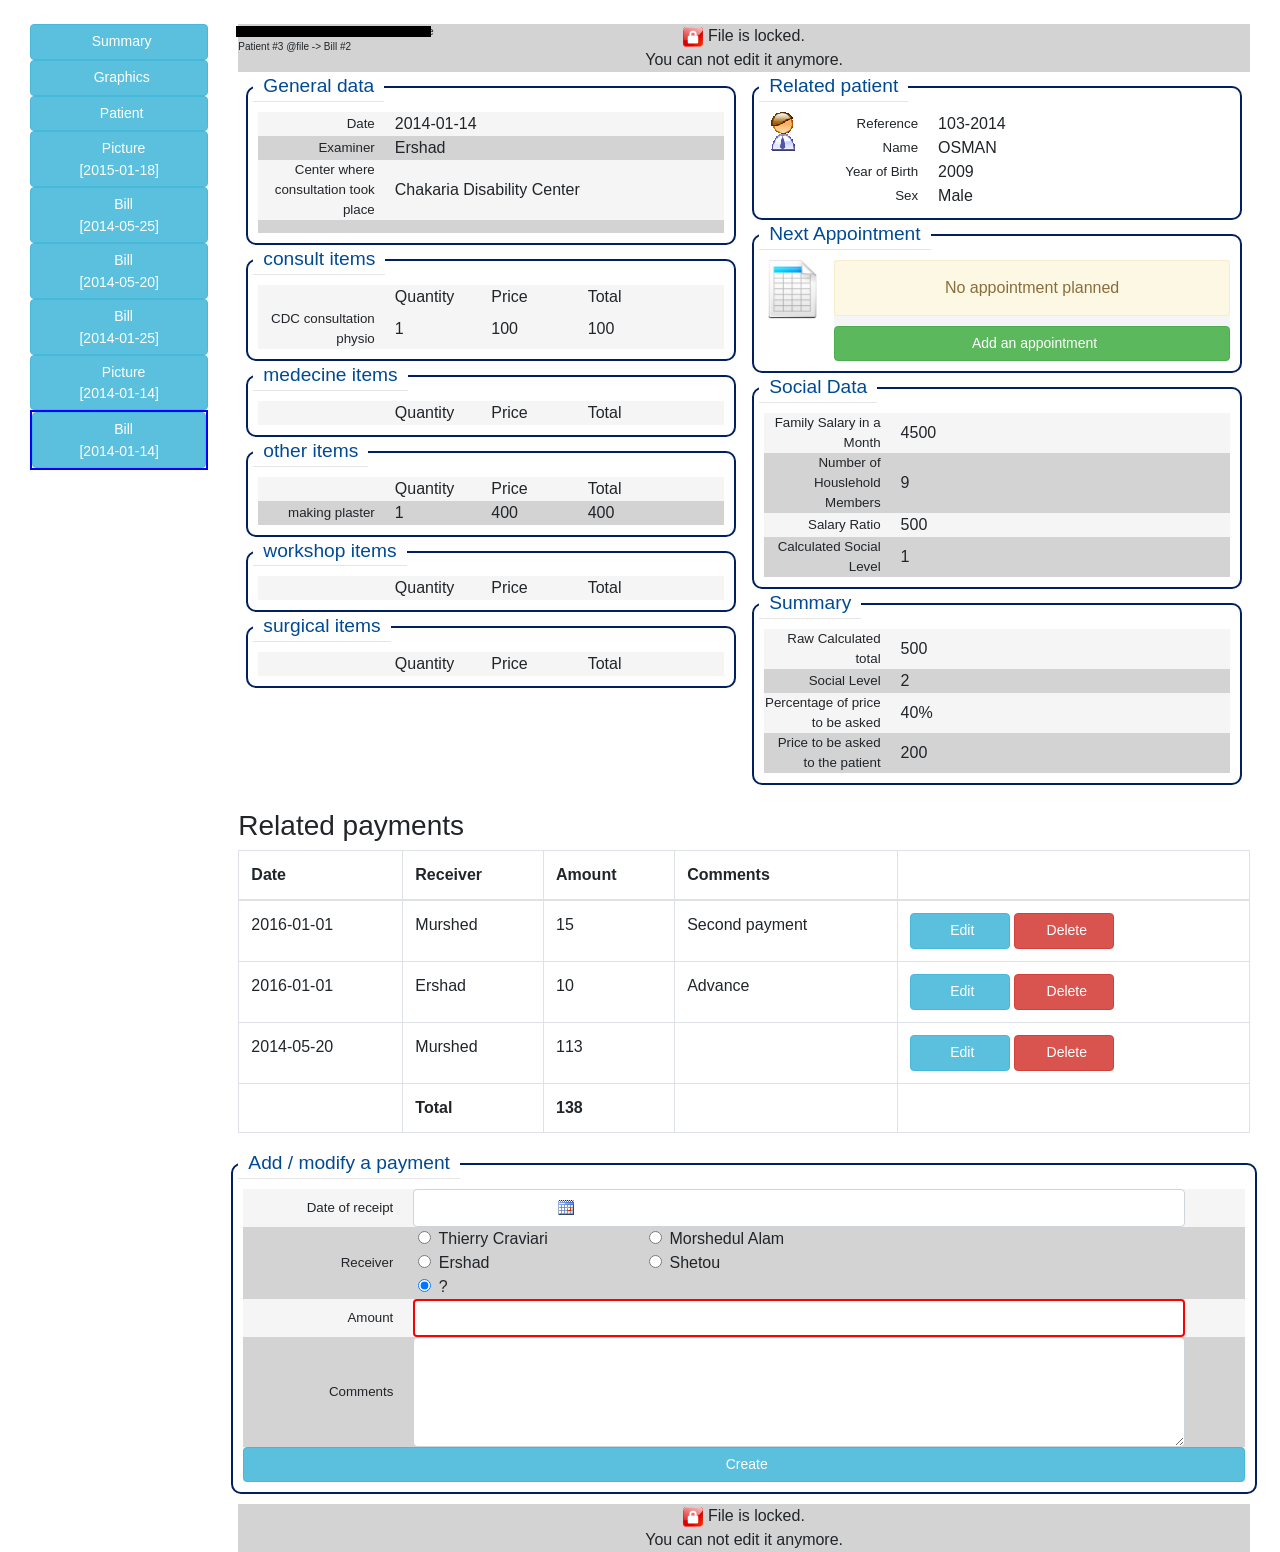 Summary
Graphics
Patient
Picture
[2015-01-18]
Bill
[2014-05-25]
Bill
[2014-05-20]
Bill
[2014-01-25]
Picture
[2014-01-14]
Bill
[2014-01-14]
Patient #3 @file -> Bill #2
File is locked.
You can not edit it anymore.
General data
Date 2014-01-14
Examiner Ershad
Center where
consultation took
place
Chakaria Disability Center
consult items
Quantity Price Total
CDC consultation
physio
1 100 100
medecine items
Quantity Price Total
other items
Quantity Price Total
making plaster 1 400 400
workshop items
Quantity Price Total
surgical items
Quantity Price Total
Related patient
Reference 103-2014
Name OSMAN
Year of Birth 2009
Sex Male
Next Appointment
No appointment planned
Add an appointment
Social Data
Family Salary in a
Month
4500
Number of
Houslehold
Members
9
Salary Ratio 500
Calculated Social
Level
1
Summary
Raw Calculated
total
500
Social Level 2
Percentage of price
to be asked
40%
Price to be asked
to the patient
200
Related payments
Date Receiver Amount Comments
2016-01-01 Murshed 15 Second payment Edit Delete
2016-01-01 Ershad 10 Advance Edit Delete
2014-05-20 Murshed 113 Edit Delete
Total 138
Add / modify a payment
Date of receipt
Receiver
Thierry Craviari Morshedul Alam
Ershad Shetou
?
Amount
Comments
Create
File is locked.
You can not edit it anymore.